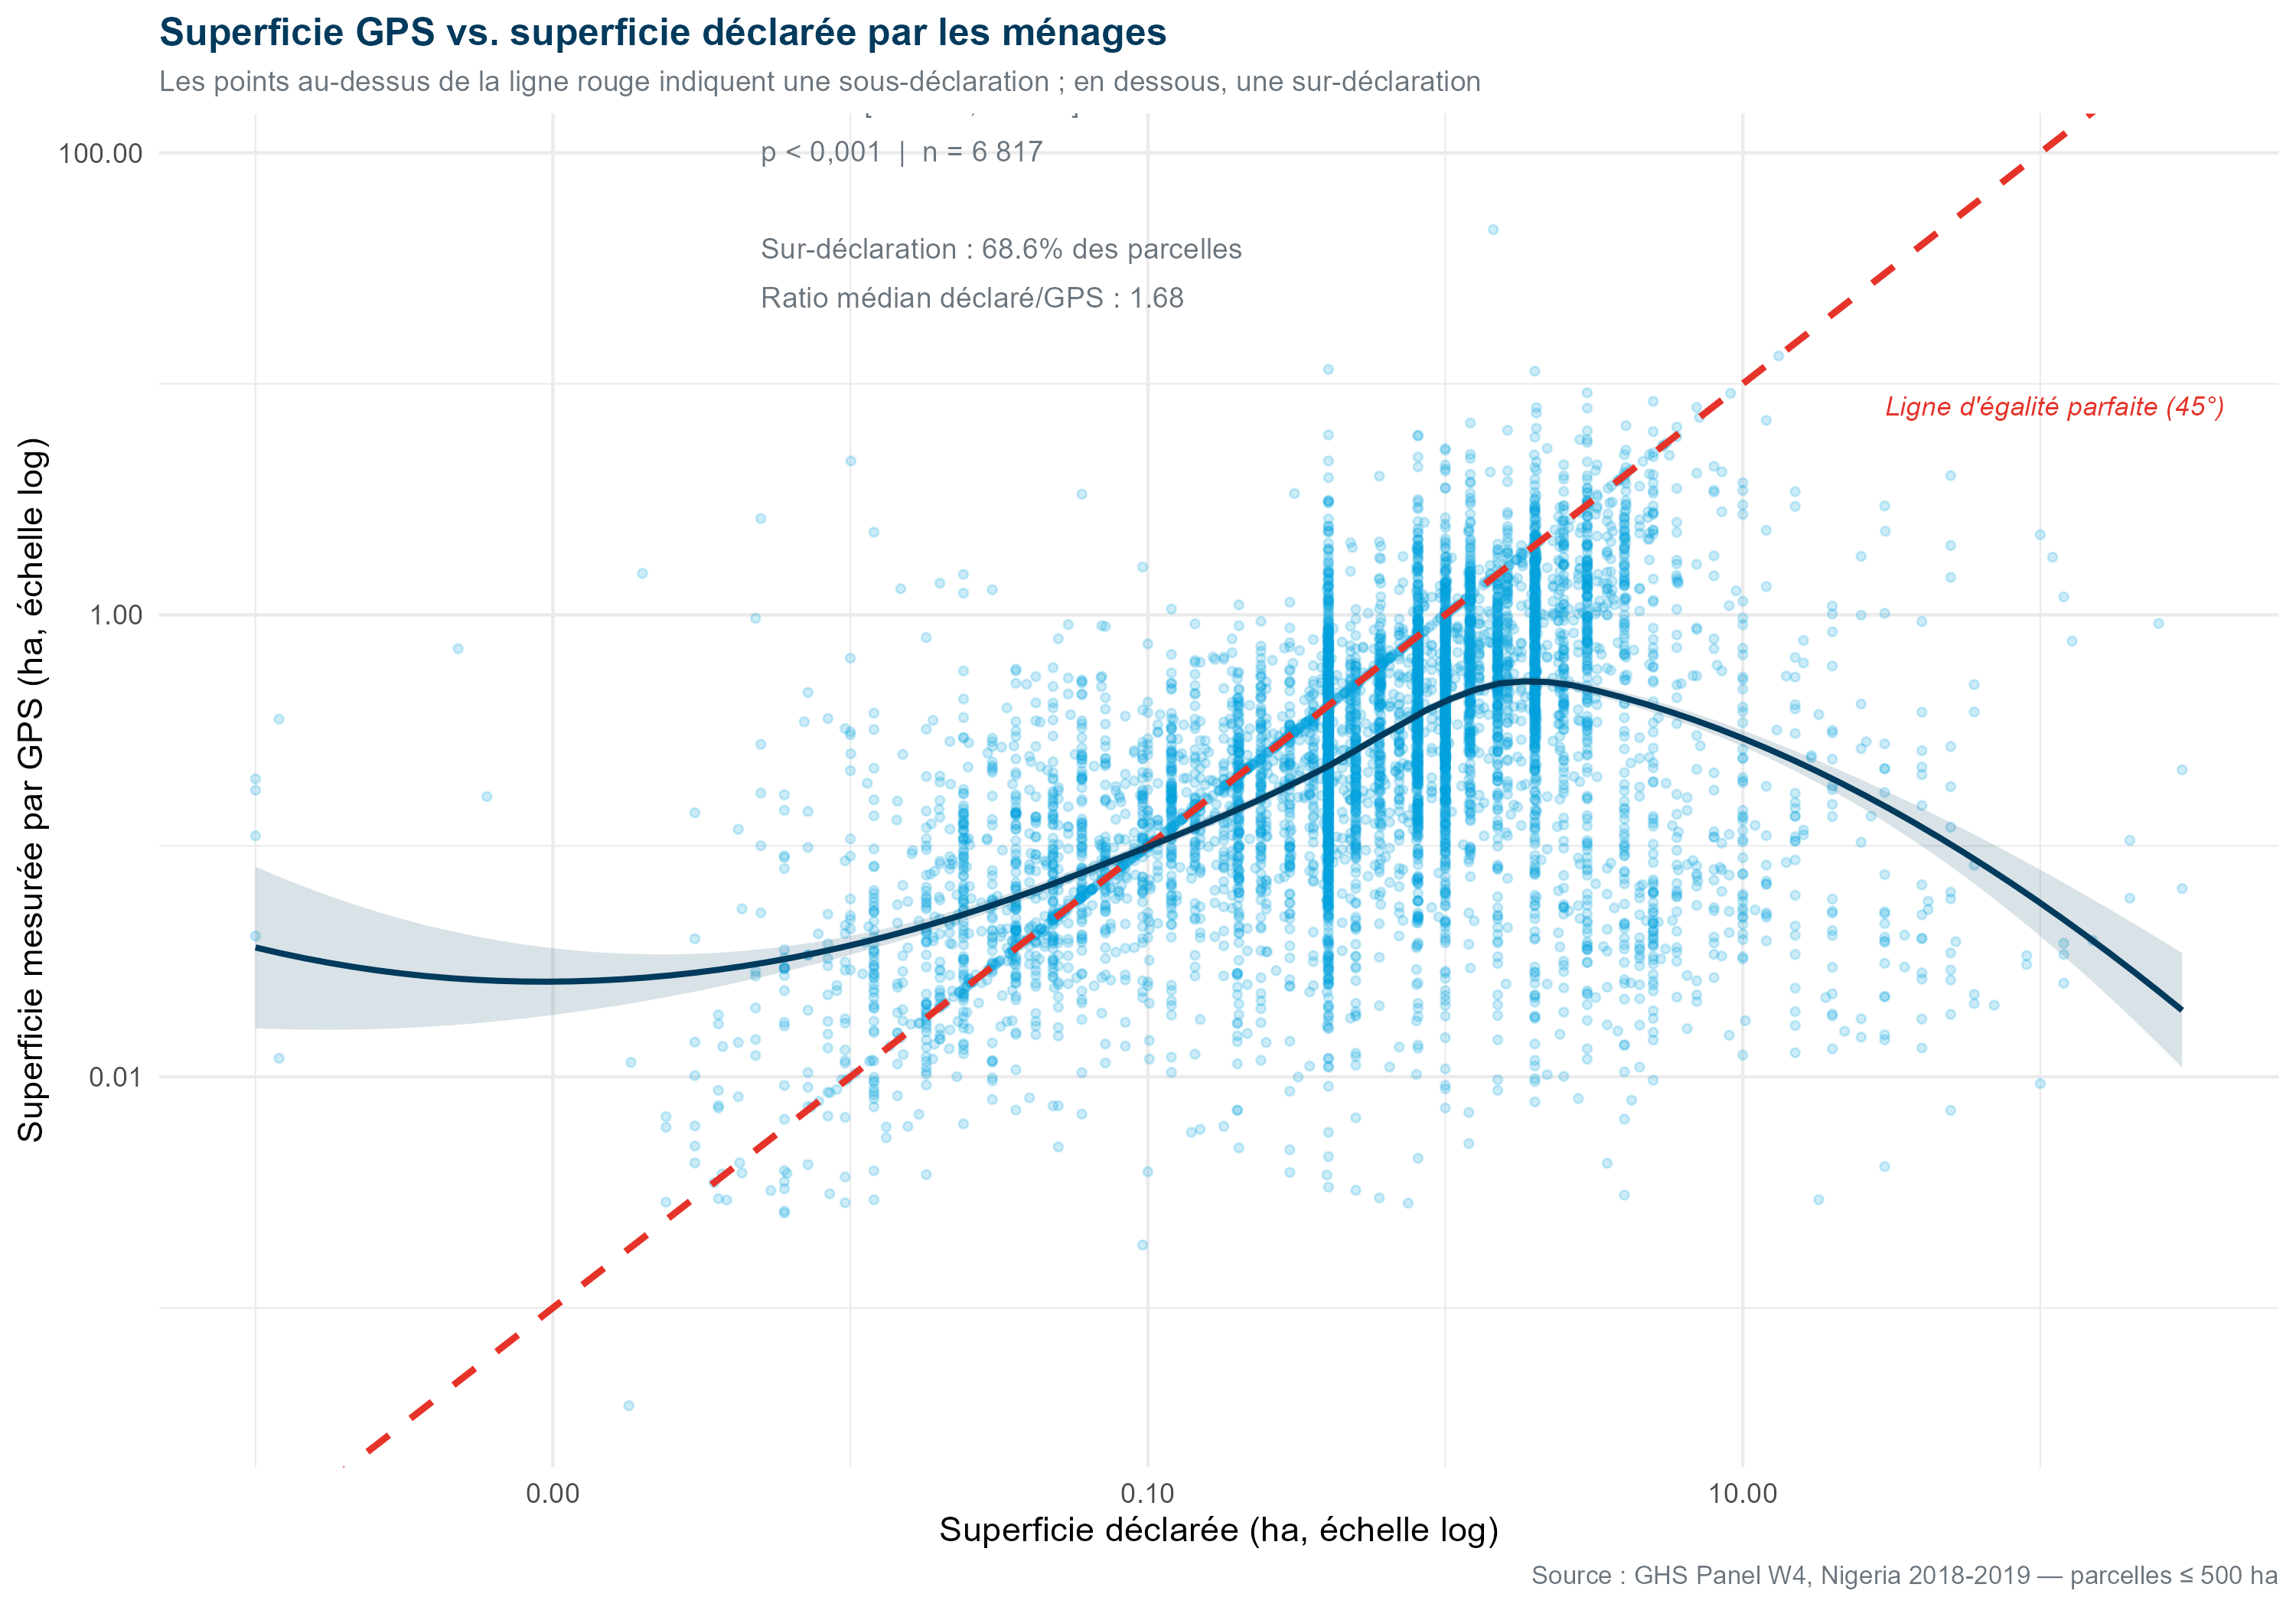 Superficie GPS vs. superficie déclarée par les ménages
Les points au-dessus de la ligne rouge indiquent une sous-déclaration ; en dessous, une sur-déclaration
p < 0,001 | n = 6 817
Sur-déclaration : 68.6% des parcelles
Ratio médian déclaré/GPS : 1.68
Ligne d'égalité parfaite (45°)
Superficie mesurée par GPS (ha, échelle log)
100.00
1.00
0.01
0.00
0.10
10.00
Superficie déclarée (ha, échelle log)
Source : GHS Panel W4, Nigeria 2018-2019 — parcelles ≤ 500 ha